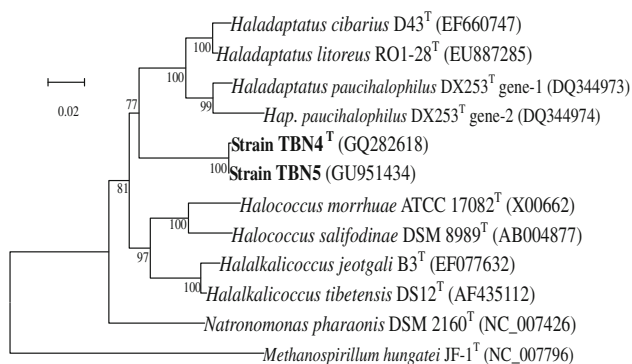 Haladaptatus cibarius D43ᵀ (EF660747)
100
Haladaptatus litoreus RO1-28ᵀ (EU887285)
100
Haladaptatus paucihalophilus DX253ᵀ gene-1 (DQ344973)
0.02
77
99
Hap. paucihalophilus DX253ᵀ gene-2 (DQ344974)
Strain TBN4ᵀ (GQ282618)
100
Strain TBN5 (GU951434)
81
Halococcus morrhuae ATCC 17082ᵀ (X00662)
100
Halococcus salifodinae DSM 8989ᵀ (AB004877)
97
Halalkalicoccus jeotgali B3ᵀ (EF077632)
100
Halalkalicoccus tibetensis DS12ᵀ (AF435112)
Natronomonas pharaonis DSM 2160ᵀ (NC_007426)
Methanospirillum hungatei JF-1ᵀ (NC_007796)